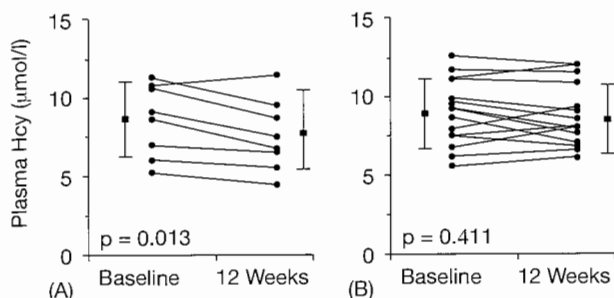 Plasma Hcy (μmol/l)
15
10
5
0
p = 0.013
(A)
Baseline
12 Weeks
15
10
5
0
p = 0.411
(B)
Baseline
12 Weeks